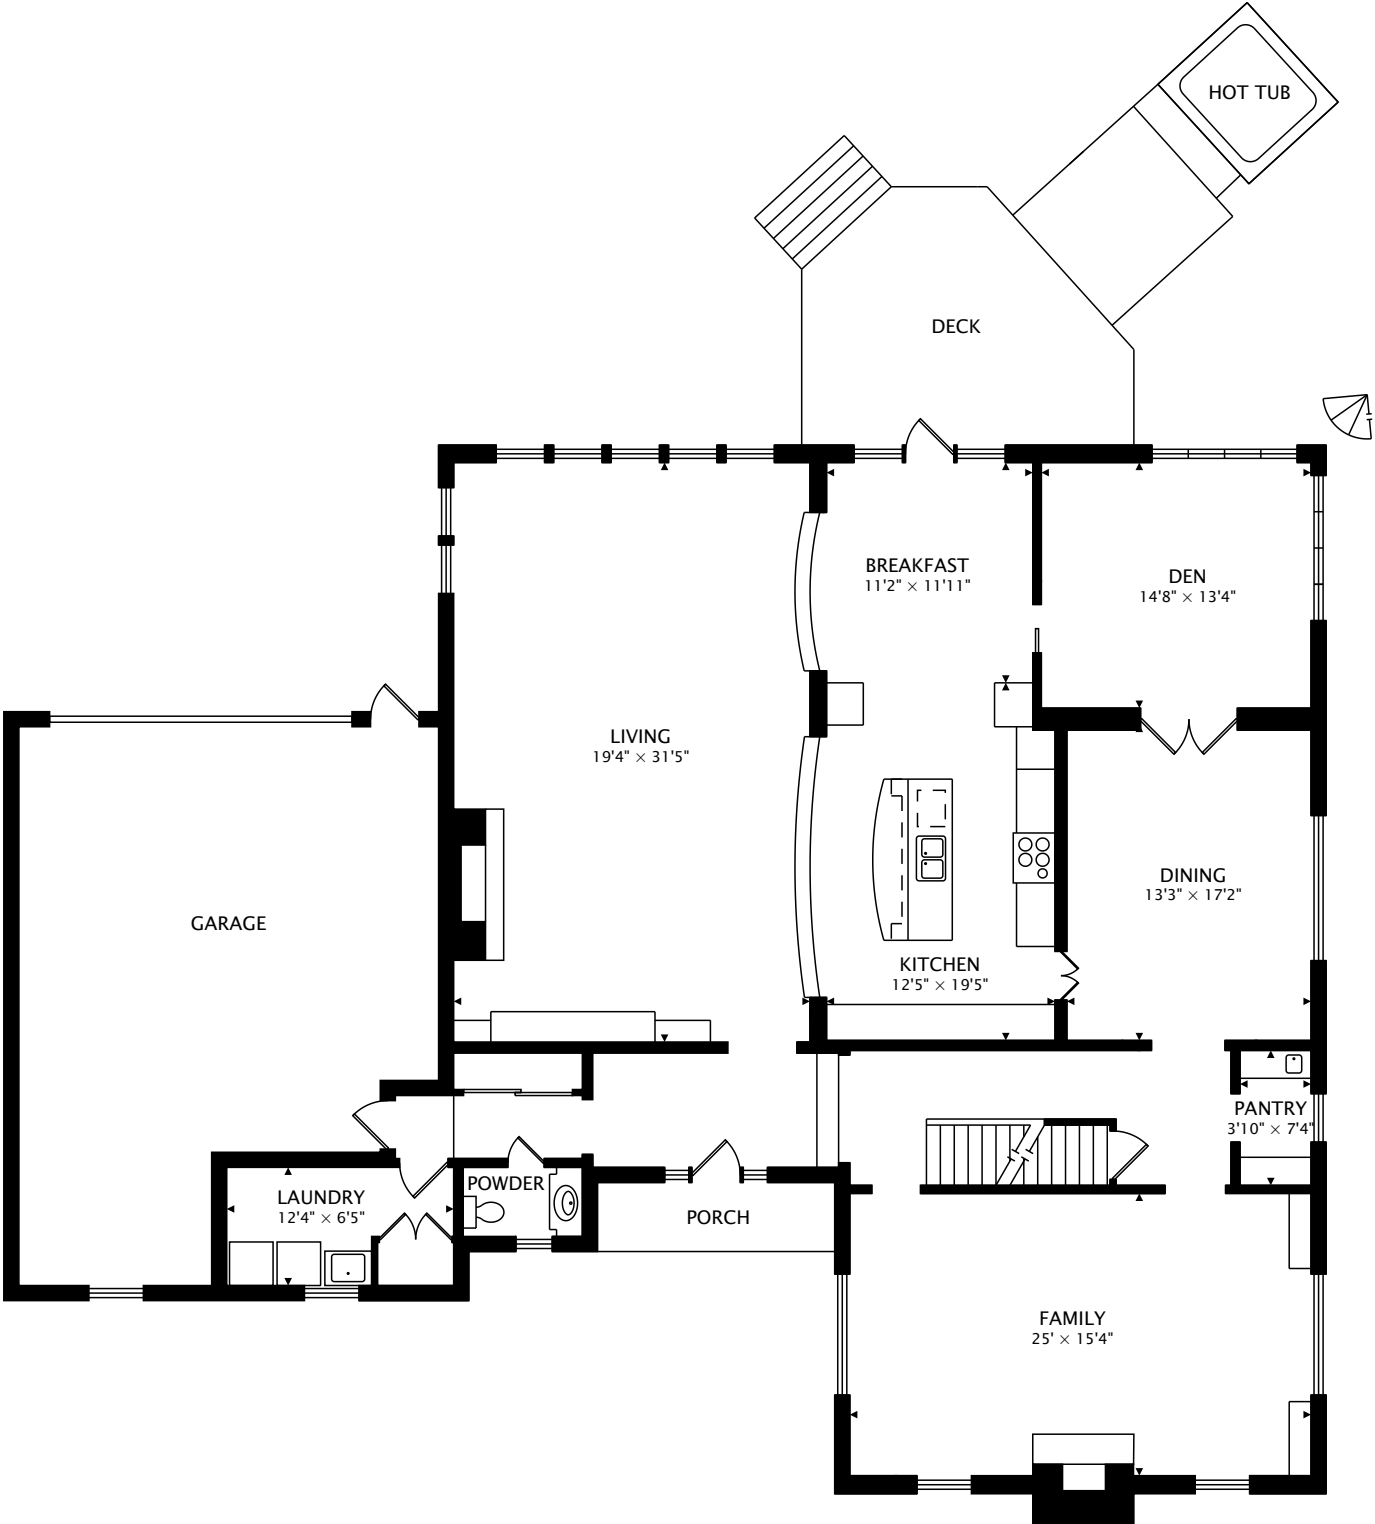 HOT TUB
DECK
BREAKFAST
11'2" × 11'11"
DEN
14'8" × 13'4"
LIVING
19'4" × 31'5"
DINING
13'3" × 17'2"
GARAGE
KITCHEN
12'5" × 19'5"
PANTRY
3'10" × 7'4"
POWDER
LAUNDRY
12'4" × 6'5"
PORCH
FAMILY
25' × 15'4"